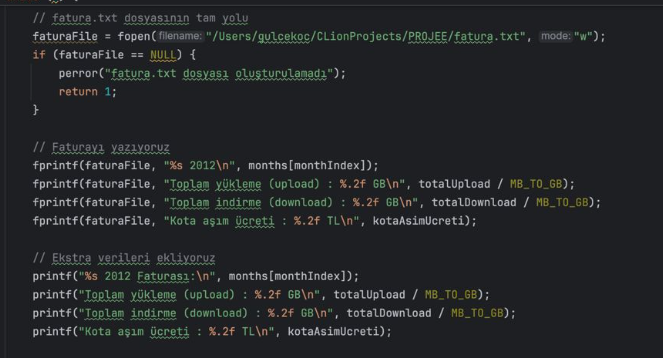 // fatura.txt dosyasının tam yolu
faturaFile = fopen( filename: "/Users/gulcekoc/CLionProjects/PROJEE/fatura.txt", mode: "w");
if (faturaFile == NULL) {
perror("fatura.txt dosyası oluşturulamadı");
return 1;
}
// Faturayı yazıyoruz
fprintf(faturaFile, "%s 2012\n", months[monthIndex]);
fprintf(faturaFile, "Toplam yükleme (upload) : %.2f GB\n", totalUpload / MB_TO_GB);
fprintf(faturaFile, "Toplam indirme (download) : %.2f GB\n", totalDownload / MB_TO_GB);
fprintf(faturaFile, "Kota aşım ücreti : %.2f TL\n", kotaAsimUcreti);
// Ekstra verileri ekliyoruz
printf("%s 2012 Faturası:\n", months[monthIndex]);
printf("Toplam yükleme (upload) : %.2f GB\n", totalUpload / MB_TO_GB);
printf("Toplam indirme (download) : %.2f GB\n", totalDownload / MB_TO_GB);
printf("Kota aşım ücreti : %.2f TL\n", kotaAsimUcreti);